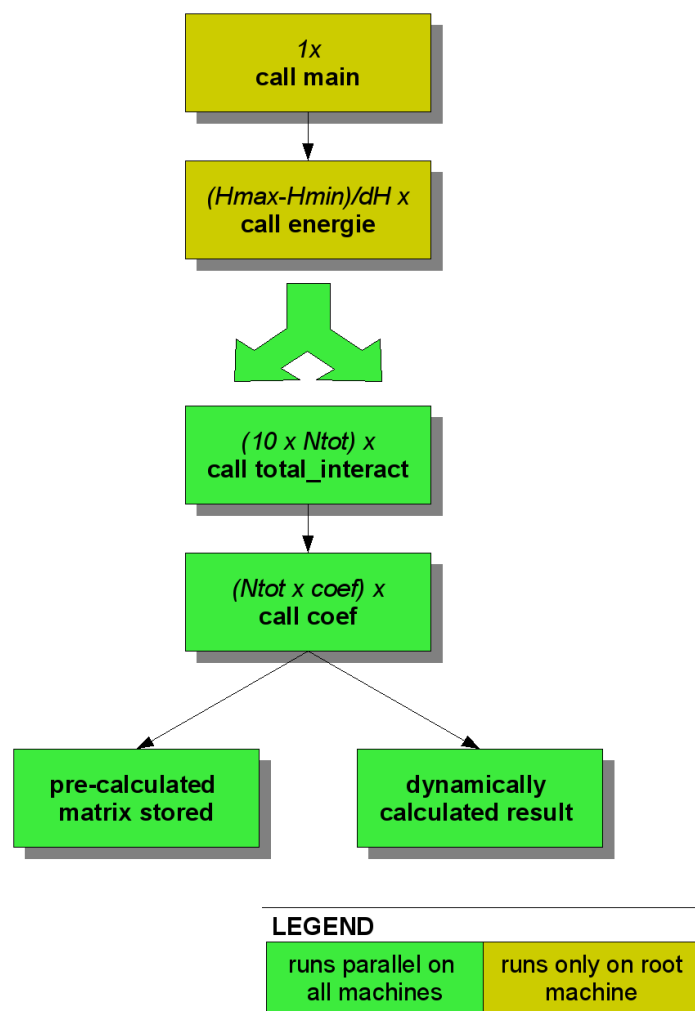 1x
call main
(Hmax-Hmin)/dH x
call energie
(10 x Ntot) x
call total_interact
(Ntot x coef) x
call coef
pre-calculated
matrix stored
dynamically
calculated result
LEGEND
runs parallel on
all machines
runs only on root
machine